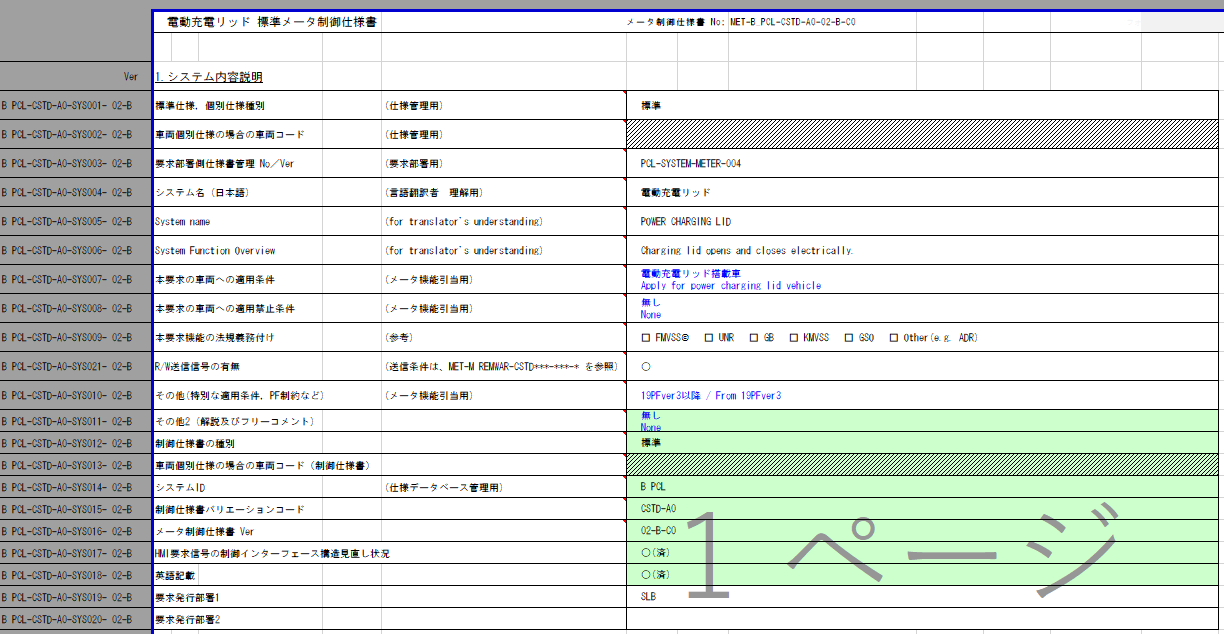 電動充電リッド 標準メータ制御仕様書 メータ制御仕様書 No: MET-B_PCL-CSTD-A0-02-B-C0
Ver 1. システム内容説明
B PCL-CSTD-A0-SYS001- 02-B 標準仕様，個別仕様種別 (仕様管理用) 標準
B PCL-CSTD-A0-SYS002- 02-B 車両個別仕様の場合の車両コード (仕様管理用)
B PCL-CSTD-A0-SYS003- 02-B 要求部署側仕様書管理 No／Ver (要求部署用) PCL-SYSTEM-METER-004
B PCL-CSTD-A0-SYS004- 02-B システム名（日本語） (言語翻訳者　理解用) 電動充電リッド
B PCL-CSTD-A0-SYS005- 02-B System name (for translator's understanding) POWER CHARGING LID
B PCL-CSTD-A0-SYS006- 02-B System Function Overview (for translator's understanding) Charging lid opens and closes electrically.
B PCL-CSTD-A0-SYS007- 02-B 本要求の車両への適用条件 (メータ機能引当用) 電動充電リッド搭載車
Apply for power charging lid vehicle
B PCL-CSTD-A0-SYS008- 02-B 本要求の車両への適用禁止条件 (メータ機能引当用) 無し
None
B PCL-CSTD-A0-SYS009- 02-B 本要求機能の法規義務付け (参考) □ FMVSS® □ UNR □ GB □ KMVSS □ GSO □ Other(e.g. ADR)
B PCL-CSTD-A0-SYS021- 02-B R/W送信信号の有無 (送信条件は、MET-M_REMWAR-CSTD***-***-* を参照) ○
B PCL-CSTD-A0-SYS010- 02-B その他(特別な適用条件，PF制約など) (メータ機能引当用) 19PFver3以降 / From 19PFver3
B PCL-CSTD-A0-SYS011- 02-B その他2（解説及びフリーコメント） 無し
None
B PCL-CSTD-A0-SYS012- 02-B 制御仕様書の種別 標準
B PCL-CSTD-A0-SYS013- 02-B 車両個別仕様の場合の車両コード（制御仕様書）
B PCL-CSTD-A0-SYS014- 02-B システムID (仕様データベース管理用) B PCL
B PCL-CSTD-A0-SYS015- 02-B 制御仕様書バリエーションコード CSTD-A0
B PCL-CSTD-A0-SYS016- 02-B メータ制御仕様書 Ver 02-B-C0
B PCL-CSTD-A0-SYS017- 02-B HMI要求信号の制御インターフェース構造見直し状況 ○(済)
B PCL-CSTD-A0-SYS018- 02-B 英語記載 ○(済)
B PCL-CSTD-A0-SYS019- 02-B 要求発行部署1 SLB
B PCL-CSTD-A0-SYS020- 02-B 要求発行部署2
1 ページ